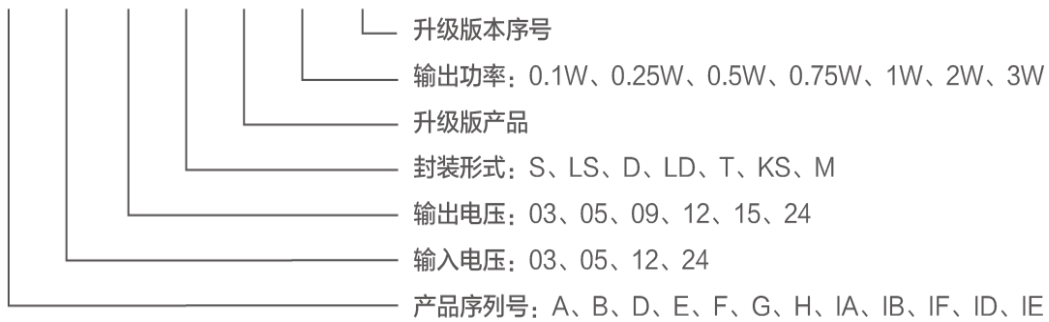 升级版本序号
输出功率：0.1W、0.25W、0.5W、0.75W、1W、2W、3W
升级版产品
封装形式：S、LS、D、LD、T、KS、M
输出电压：03、05、09、12、15、24
输入电压：03、05、12、24
产品序列号：A、B、D、E、F、G、H、IA、IB、IF、ID、IE